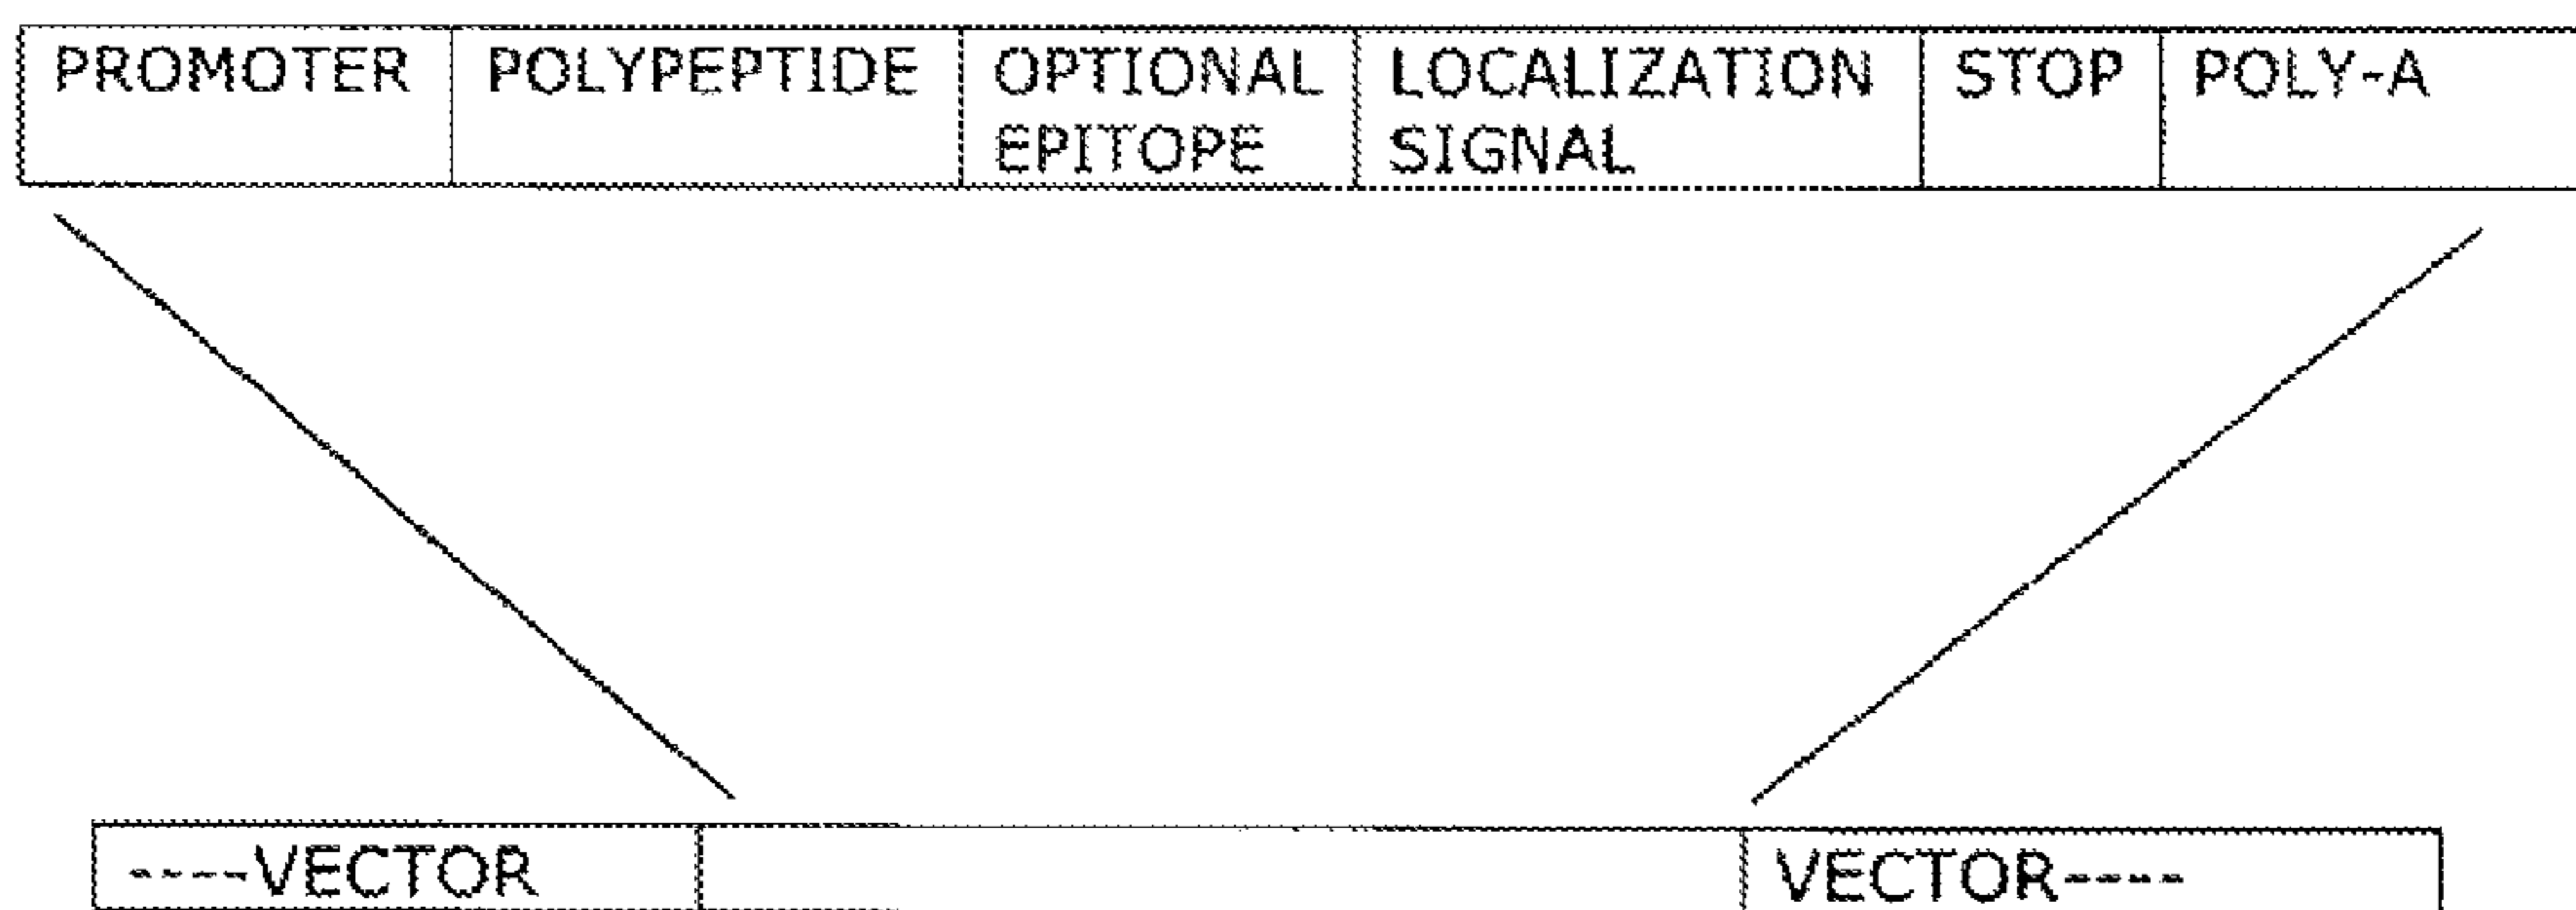 PROMOTER POLYPEPTIDE OPTIONAL LOCALIZATION STOP POLY-A
EPITOPE SIGNAL
----VECTOR VECTOR----